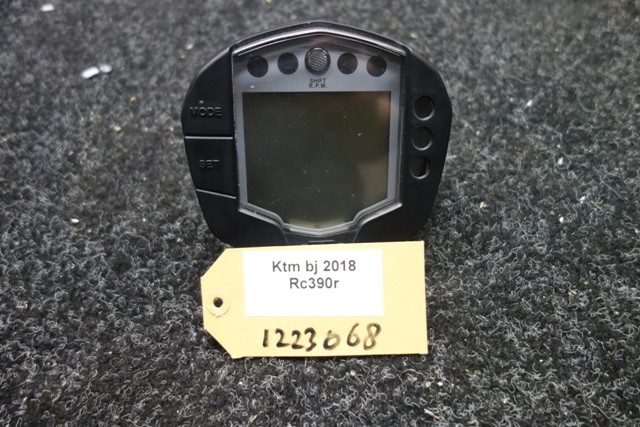 SHIFT
R.P.M.
MODE
SET
Ktm bj 2018
Rc390r
1223068